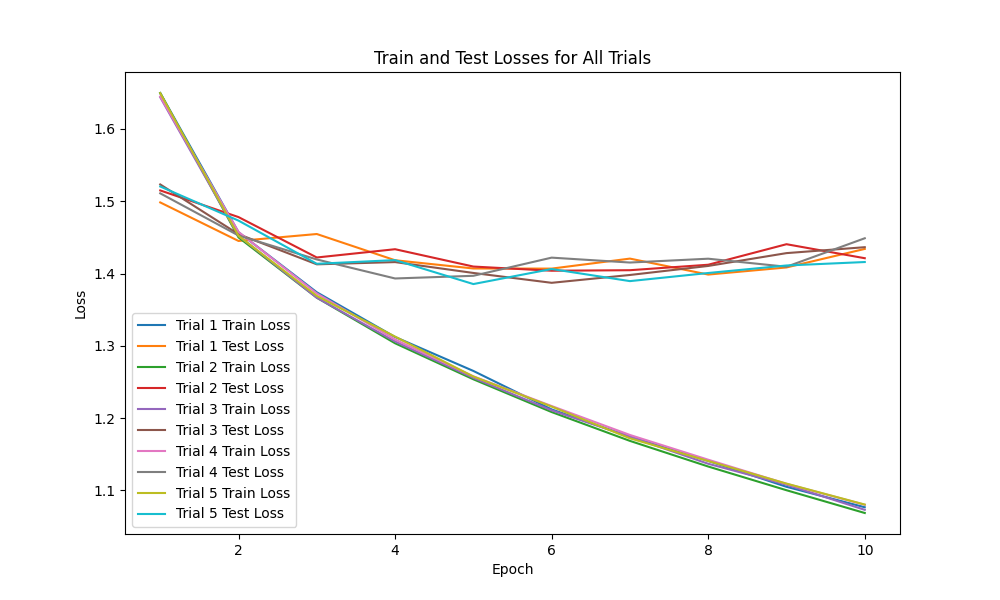 Train and Test Losses for All Trials
Loss
1.6
1.5
1.4
1.3
1.2
1.1
Trial 1 Train Loss
Trial 1 Test Loss
Trial 2 Train Loss
Trial 2 Test Loss
Trial 3 Train Loss
Trial 3 Test Loss
Trial 4 Train Loss
Trial 4 Test Loss
Trial 5 Train Loss
Trial 5 Test Loss
2 4 6 8 10
Epoch